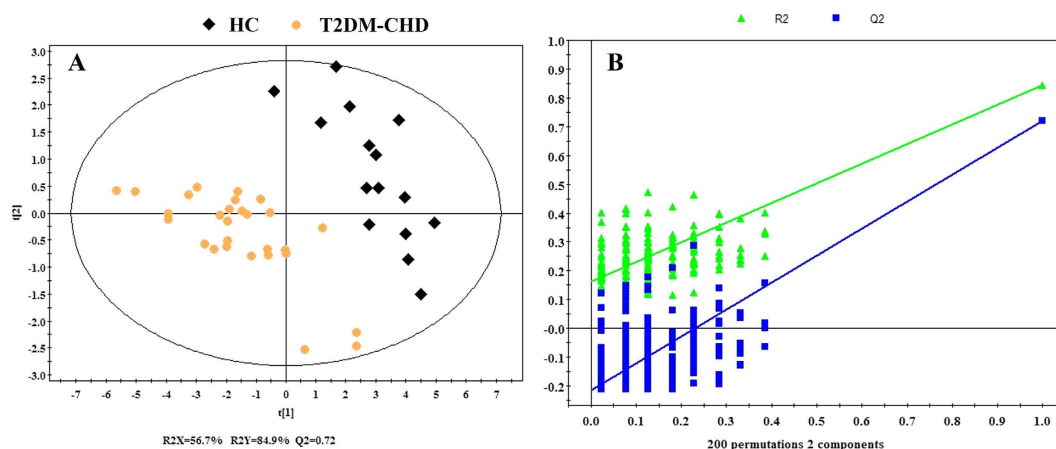 HC T2DM-CHD
A
t[2]
3.0
2.5
2.0
1.5
1.0
0.5
0.0
-0.5
-1.0
-1.5
-2.0
-2.5
-3.0
-7 -6 -5 -4 -3 -2 -1 0 1 2 3 4 5 6 7
t[1]
R2X=56.7% R2Y=84.9% Q2=0.72
R2 Q2
B
1.0
0.9
0.8
0.7
0.6
0.5
0.4
0.3
0.2
0.1
-0.0
-0.1
-0.2
0.0 0.1 0.2 0.3 0.4 0.5 0.6 0.7 0.8 0.9 1.0
200 permutations 2 components